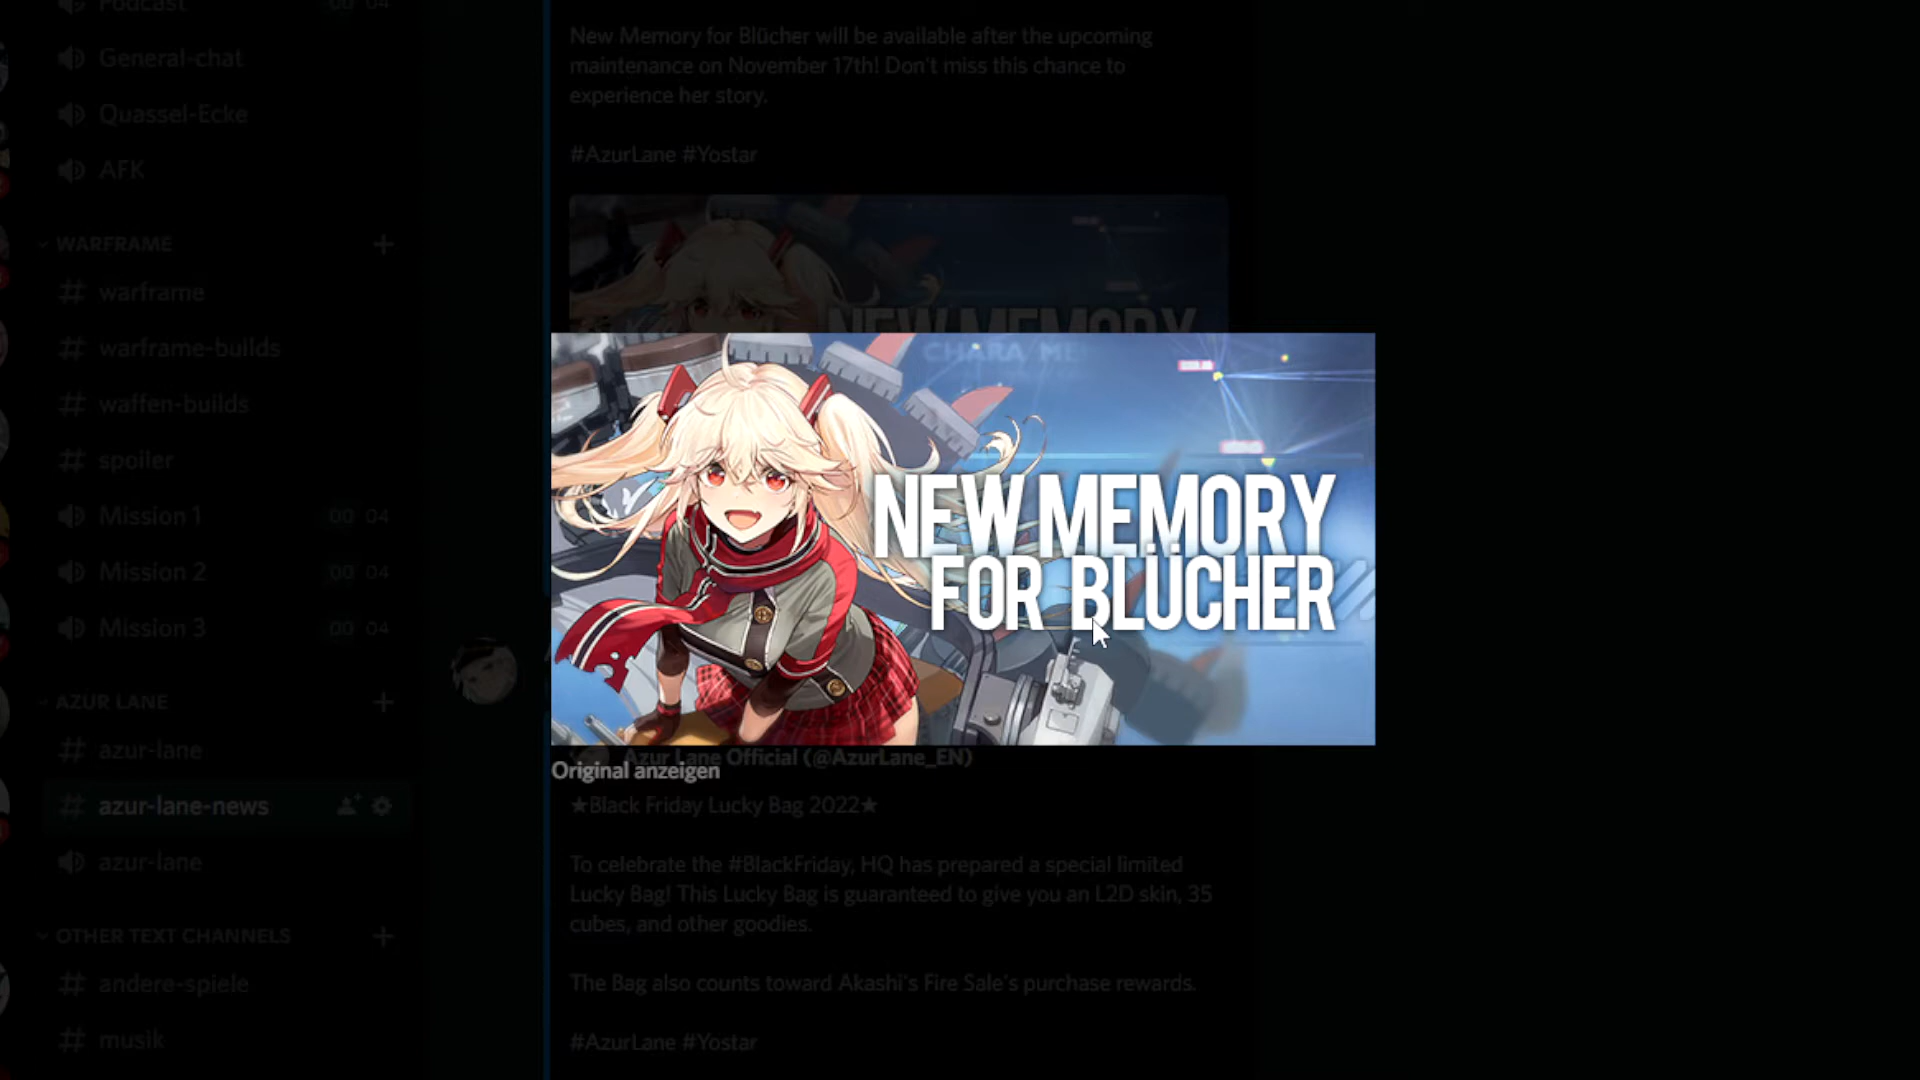 Podcast 00 04
General-chat
Quassel-Ecke
AFK
WARFRAME
warframe
warframe-builds
waffen-builds
spoiler
Mission 1 00 04
Mission 2 00 04
Mission 3 00 04
AZUR LANE
azur-lane
azur-lane-news
azur-lane
OTHER TEXT CHANNELS
andere-spiele
musik
New Memory for Blücher will be available after the upcoming
maintenance on November 17th! Don't miss this chance to
experience her story.
#AzurLane #Yostar
NEW MEMORY
CHARA ME
NEW MEMORY
FOR BLÜCHER
Azur Lane Official (@AzurLane_EN)
Original anzeigen
★Black Friday Lucky Bag 2022★
To celebrate the #BlackFriday, HQ has prepared a special limited
Lucky Bag! This Lucky Bag is guaranteed to give you an L2D skin, 35
cubes, and other goodies.
The Bag also counts toward Akashi's Fire Sale's purchase rewards.
#AzurLane #Yostar